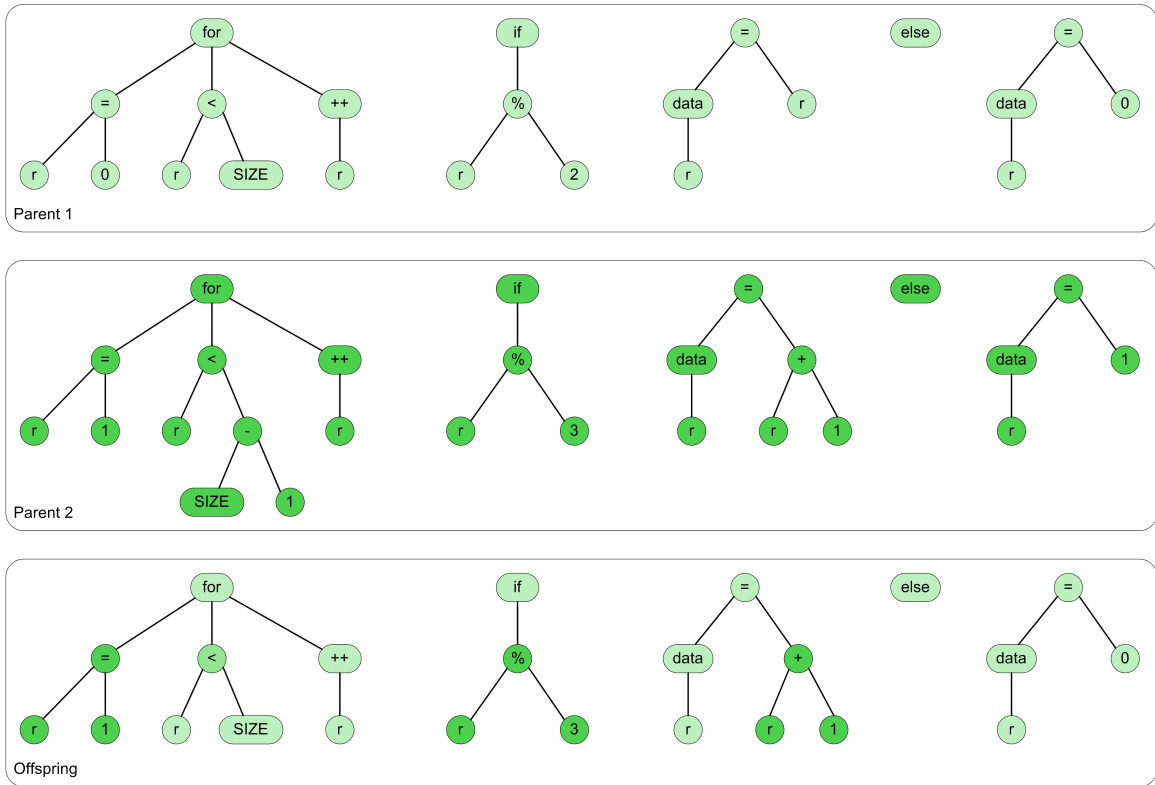 for if = else =
= < ++ % data r data 0
r 0 r SIZE r r 2 r r
Parent 1
for if = else =
= < ++ % data + data 1
r 1 r - r r 3 r r 1 r
SIZE 1
Parent 2
for if = else =
= < ++ % data + data 0
r 1 r SIZE r r 3 r r 1 r
Offspring